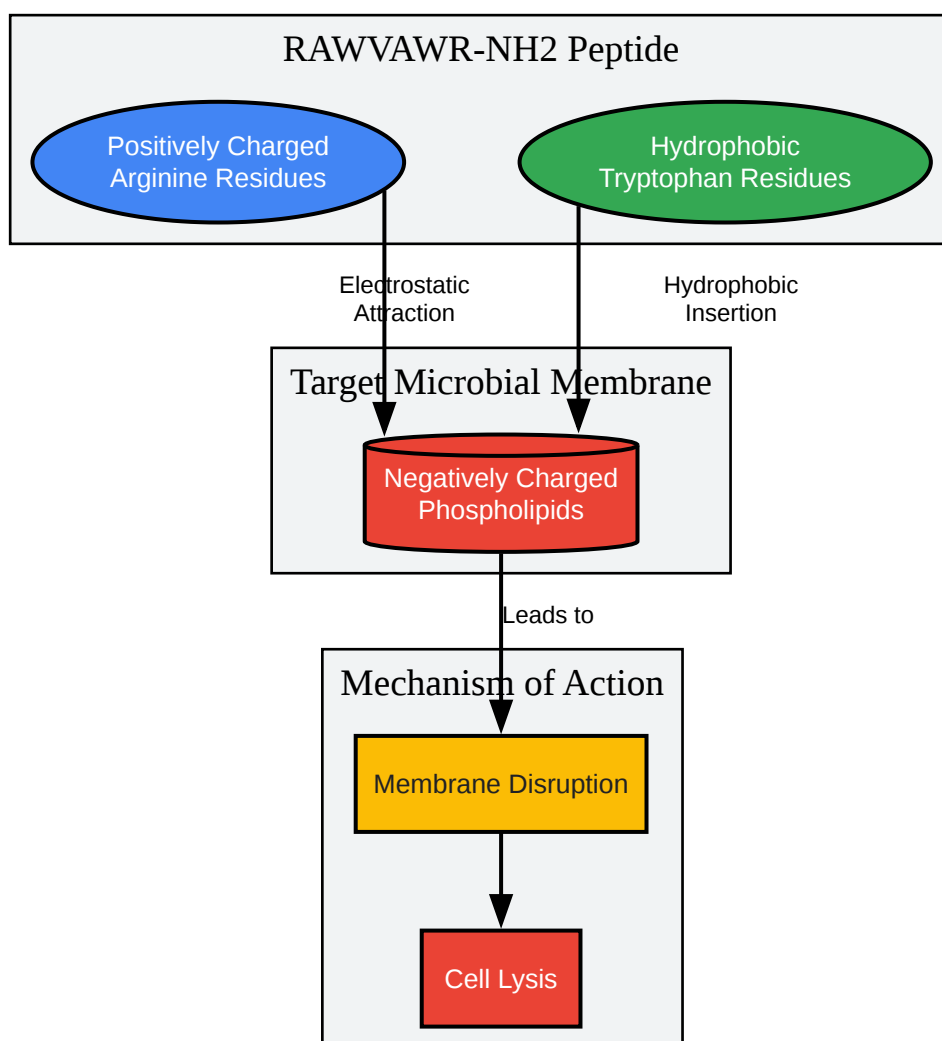 RAWVAWR-NH2 Peptide
Positively Charged
Arginine Residues
Hydrophobic
Tryptophan Residues
Electrostatic
Attraction
Hydrophobic
Insertion
Target Microbial Membrane
Negatively Charged
Phospholipids
Leads to
Mechanism of Action
Membrane Disruption
Cell Lysis